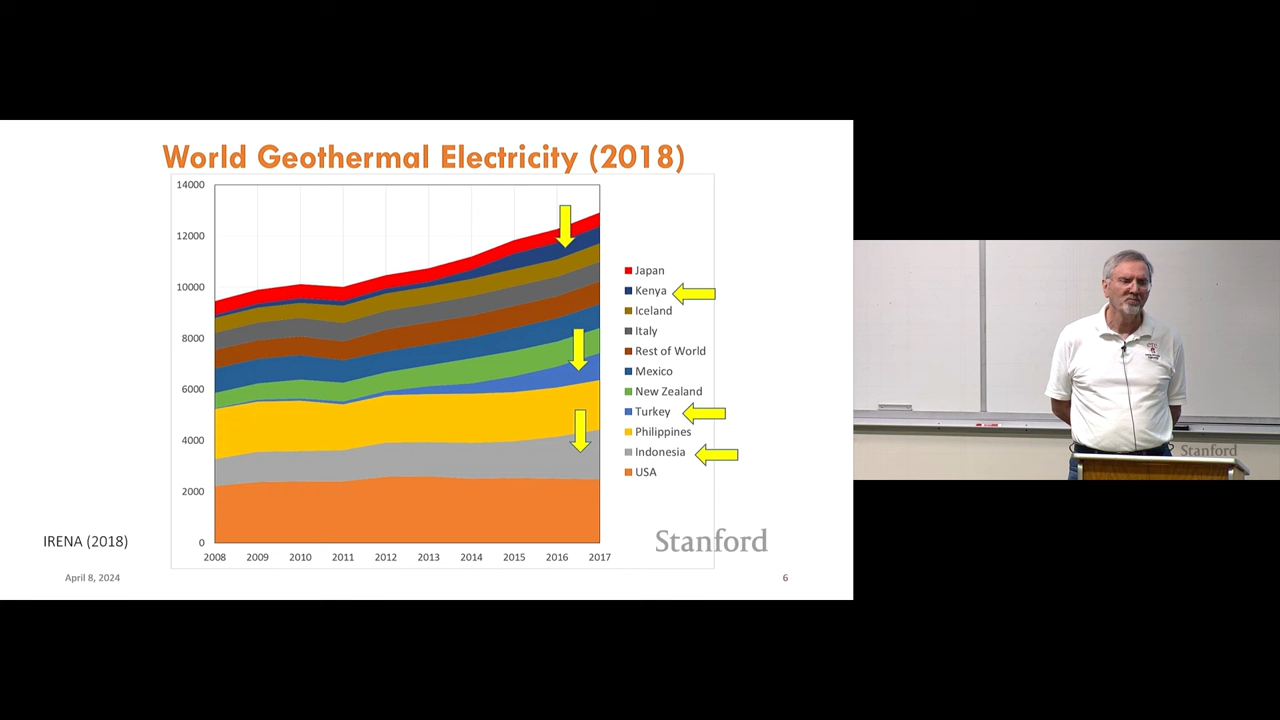 World Geothermal Electricity (2018)
14000
12000
10000
8000
6000
4000
2000
0
2008 2009 2010 2011 2012 2013 2014 2015 2016 2017
Japan
Kenya
Iceland
Italy
Rest of World
Mexico
New Zealand
Turkey
Philippines
Indonesia
USA
IRENA (2018)
Stanford
April 8, 2024
6
Stanford